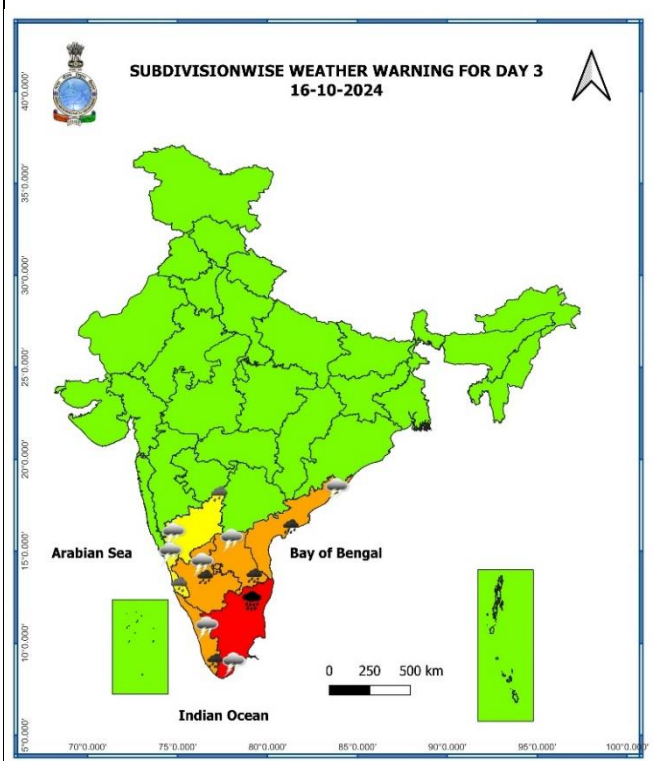 SUBDIVISIONWISE WEATHER WARNING FOR DAY 3
16-10-2024
40°0.000'
35°0.000'
30°0.000'
25°0.000'
20°0.000'
15°0.000'
10°0.000'
5°0.000'
Arabian Sea
Bay of Bengal
0 250 500 km
Indian Ocean
70°0.000' 75°0.000' 80°0.000' 85°0.000' 90°0.000' 95°0.000' 100°0.000'